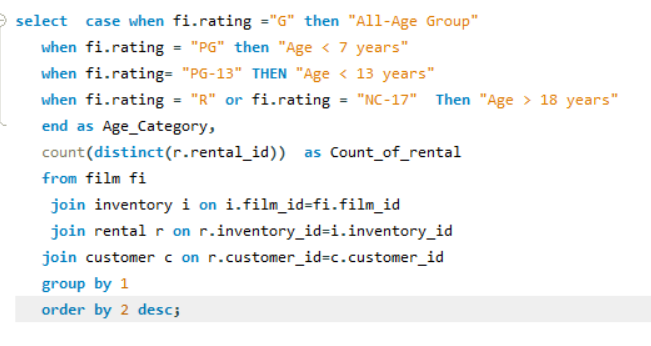 select  case when fi.rating ="G" then "All-Age Group"
when fi.rating = "PG" then "Age < 7 years"
when fi.rating= "PG-13" THEN "Age < 13 years"
when fi.rating = "R" or fi.rating = "NC-17"  Then "Age > 18 years"
end as Age_Category,
count(distinct(r.rental_id))  as Count_of_rental
from film fi
join inventory i on i.film_id=fi.film_id
join rental r on r.inventory_id=i.inventory_id
join customer c on r.customer_id=c.customer_id
group by 1
order by 2 desc;